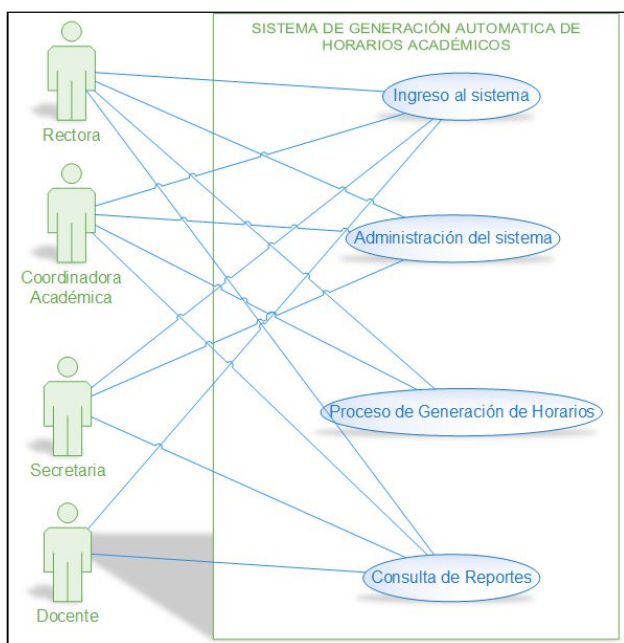 SISTEMA DE GENERACIÓN AUTOMATICA DE
HORARIOS ACADÉMICOS
Rectora
Ingreso al sistema
Coordinadora
Académica
Administración del sistema
Secretaria
Proceso de Generación de Horarios
Docente
Consulta de Reportes